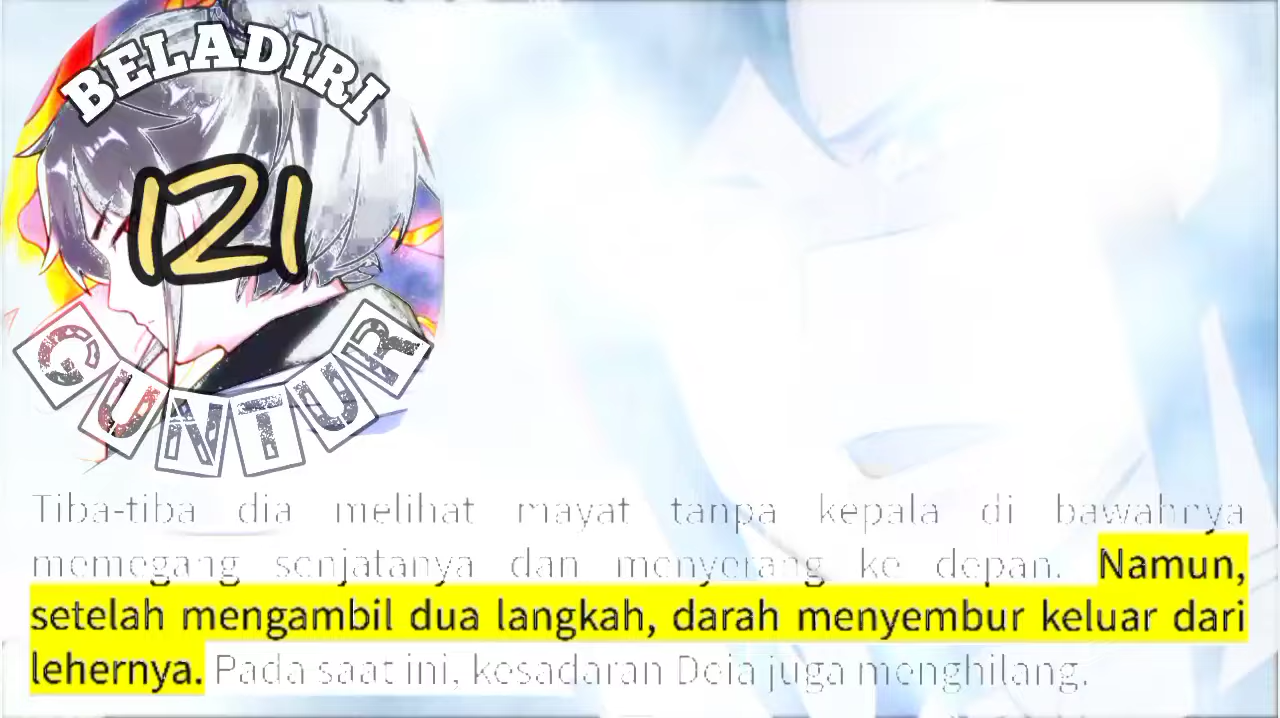 BELADIRI
121
GUNTUR
Tiba-tiba dia melihat mayat tanpa kepala di bawahnya
memegang senjatanya dan menyerang ke depan. Namun,
setelah mengambil dua langkah, darah menyembur keluar dari
lehernya. Pada saat ini, kesadaran Deia juga menghilang.